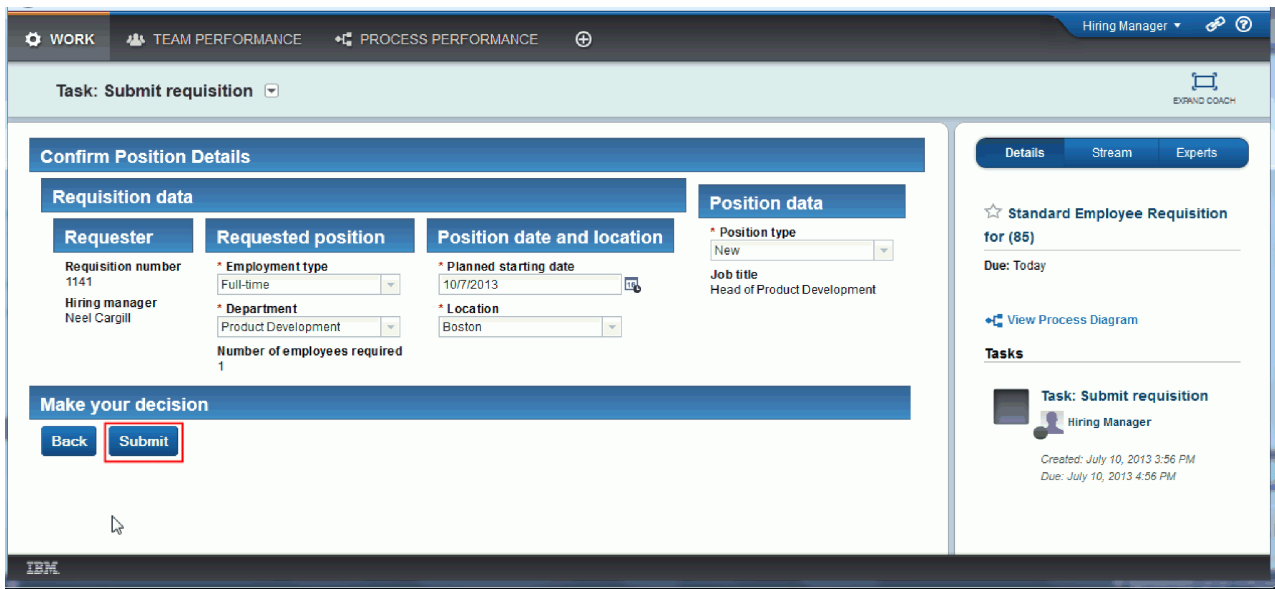 WORK
TEAM PERFORMANCE
PROCESS PERFORMANCE
Hiring Manager
Task: Submit requisition
EXPAND COACH
Confirm Position Details
Requisition data
Requester
Requisition number
1141
Hiring manager
Neel Cargill
Requested position
* Employment type
Full-time
* Department
Product Development
Number of employees required
1
Position date and location
* Planned starting date
10/7/2013
* Location
Boston
Position data
* Position type
New
Job title
Head of Product Development
Make your decision
Back
Submit
Details
Stream
Experts
Standard Employee Requisition
for (85)
Due: Today
View Process Diagram
Tasks
Task: Submit requisition
Hiring Manager
Created: July 10, 2013 3:56 PM
Due: July 10, 2013 4:56 PM
IBM.